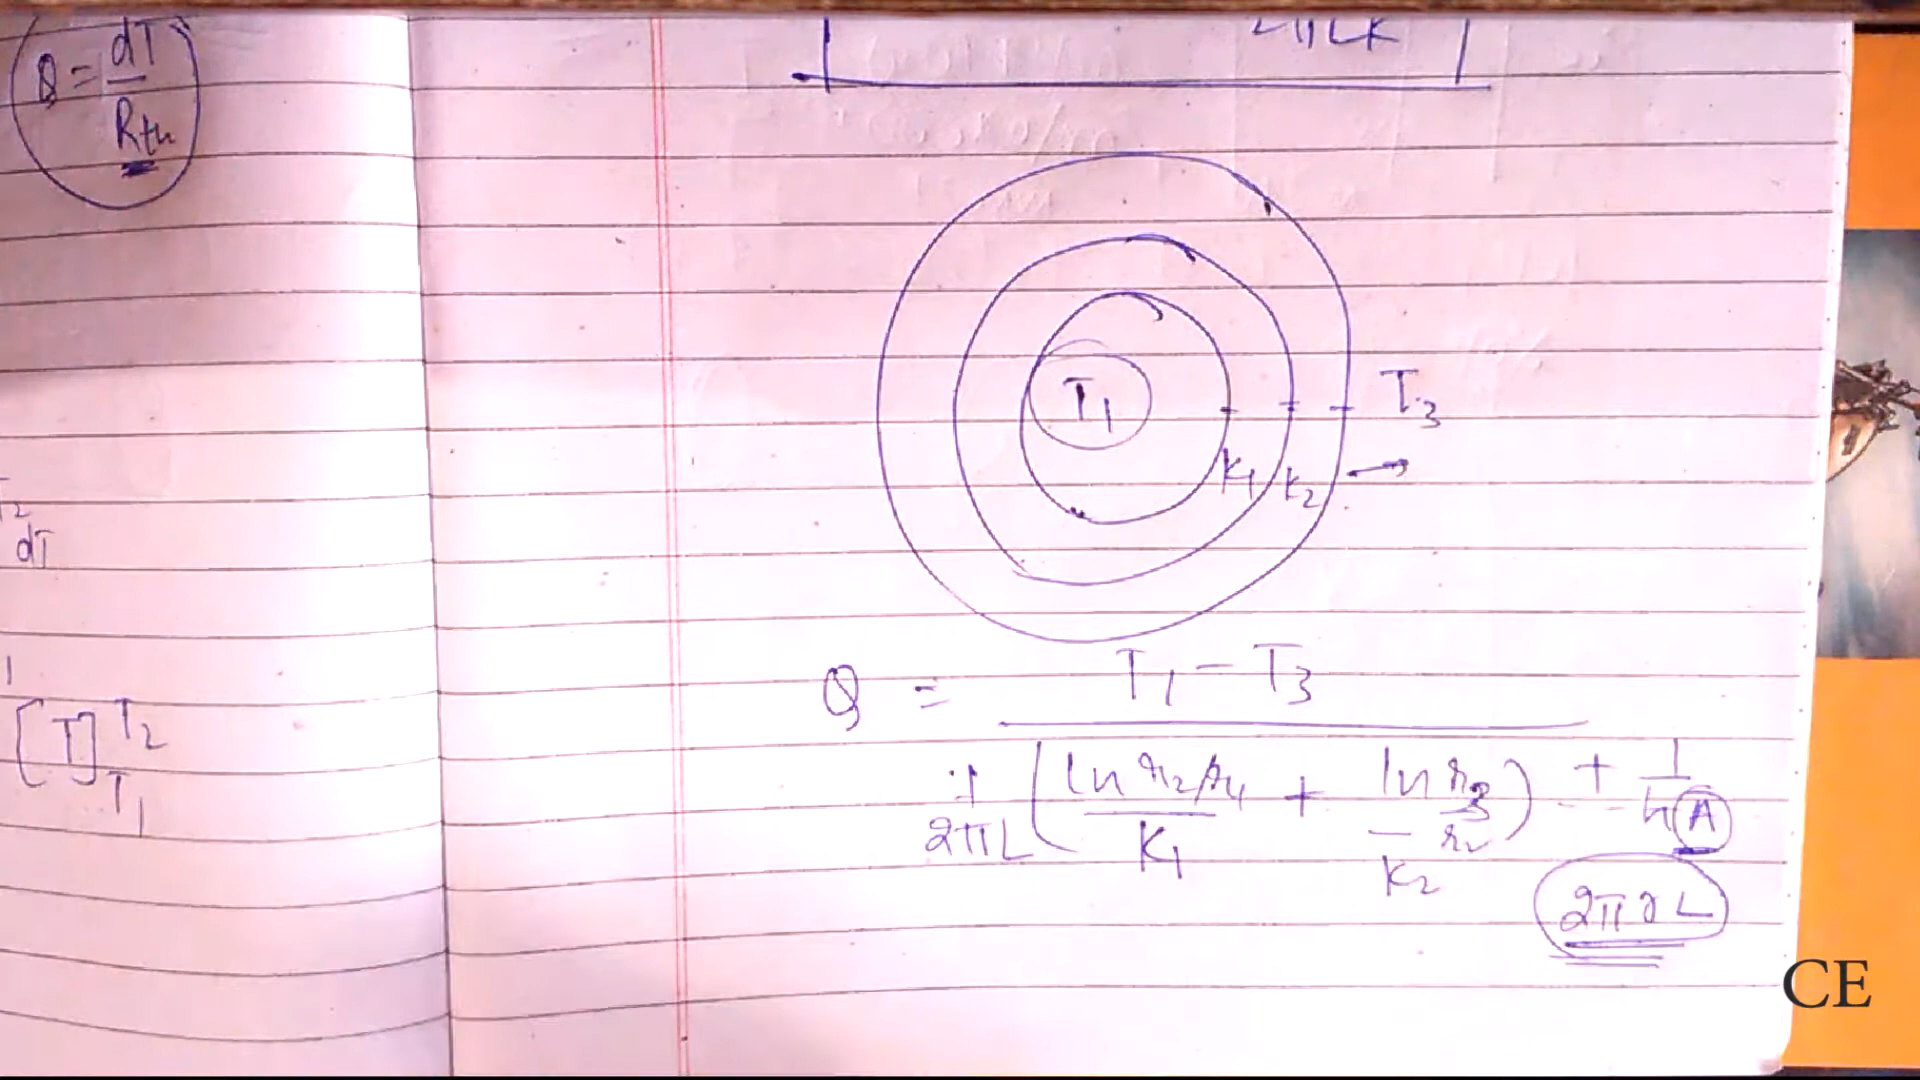 Q = dT / Rth
2πLK
T1
T3
K1 K2
T2
dT
Q = (T1 - T3) / (1/2πL (ln r2/r1 / K1 + ln r3/r2 / K2) + 1/hA)
[T] T2 T1
2πrL
CE